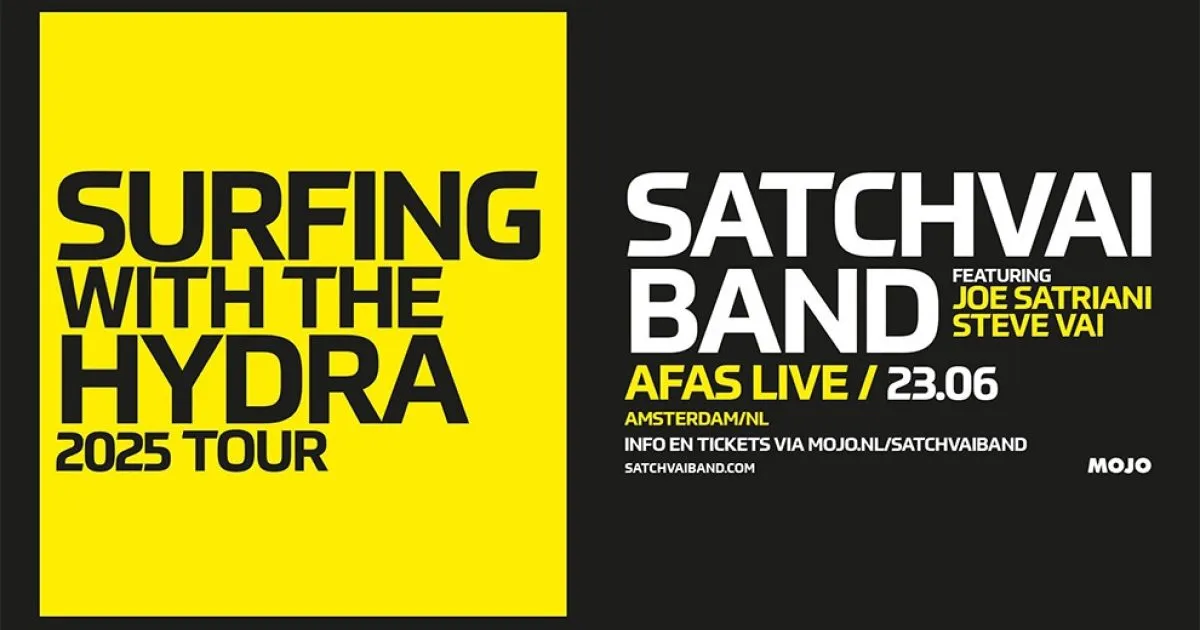 SURFING
WITH THE
HYDRA
2025 TOUR
SATCHVAI
BAND
FEATURING
JOE SATRIANI
STEVE VAI
AFAS LIVE / 23.06
AMSTERDAM/NL
INFO EN TICKETS VIA MOJO.NL/SATCHVAIBAND
SATCHVAIBAND.COM
MOJO